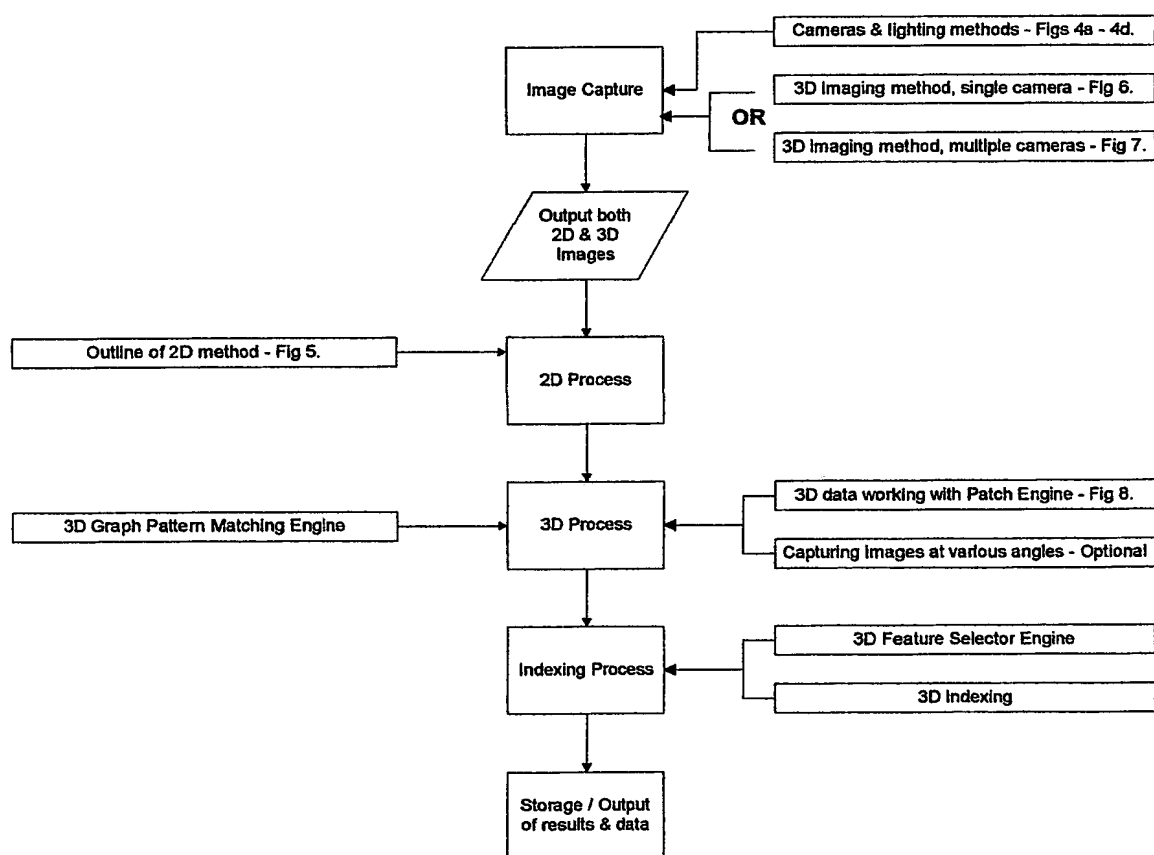 Cameras & lighting methods - Figs 4a - 4d.
Image Capture
3D Imaging method, single camera - Fig 6.
OR
3D Imaging method, multiple cameras - Fig 7.
Output both
2D & 3D
Images
Outline of 2D method - Fig 5.
2D Process
3D data working with Patch Engine - Fig 8.
3D Graph Pattern Matching Engine
3D Process
Capturing Images at various angles - Optional
3D Feature Selector Engine
Indexing Process
3D Indexing
Storage / Output
of results & data